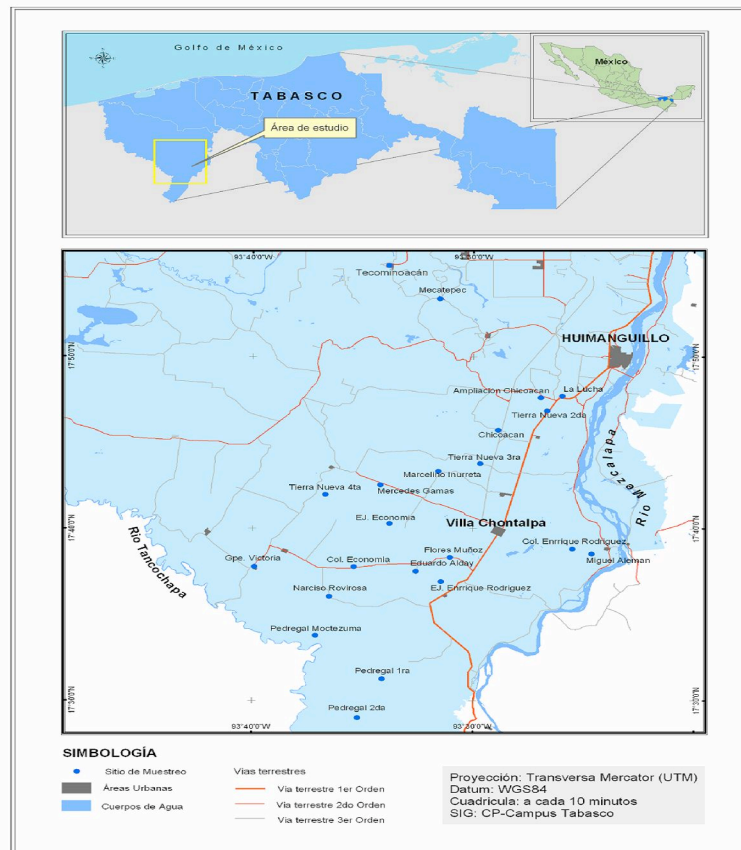 Golfo de México
México
TABASCO
Área de estudio
93°40'0"W
Tecominoacán
Mecatepec
HUIMANGUILLO
17°50'0"N
17°50'0"N
Ampliación Chicoacan
La Lucha
Tierra Nueva 2da
Chicoacan
Tierra Nueva 3ra
Marcelino Inurreta
Mercedes Gamas
Tierra Nueva 4ta
Río Mezcalapa
EJ. Economia
Villa Chontalpa
17°40'0"N
17°40'0"N
Río Tancochapa
Col. Enrrique Rodriguez
Miguel Aleman
Flores Muñoz
Gpe. Victoria
Col. Economía
Eduardo Alday
EJ. Enrrique Rodriguez
Narciso Rovirosa
Pedregal Moctezuma
Pedregal 1ra
17°30'0"N
17°30'0"N
Pedregal 2da
93°40'0"W
93°30'0"W
SIMBOLOGÍA
Sitio de Muestreo
Áreas Urbanas
Cuerpos de Agua
Vias terrestres
Via terrestre 1er Orden
Via terrestre 2do Orden
Via terrestre 3er Orden
Proyección: Transversa Mercator (UTM)
Datum: WGS84
Cuadricula: a cada 10 minutos
SIG: CP-Campus Tabasco